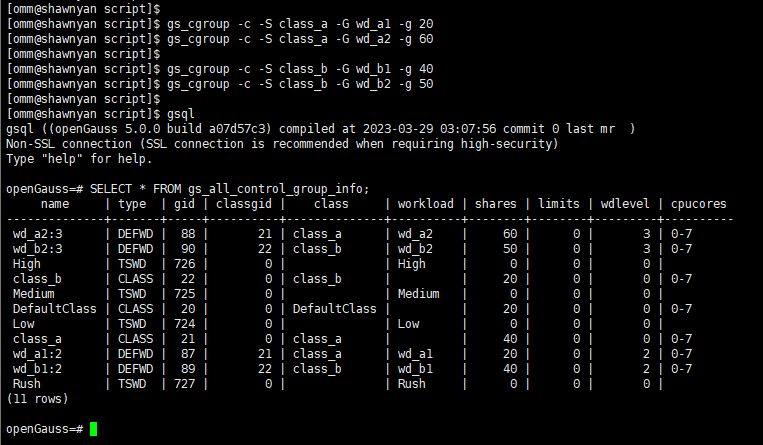 [omm@shawnyan script]$
[omm@shawnyan script]$ gs_cgroup -c -S class_a -G wd_a1 -g 20
[omm@shawnyan script]$ gs_cgroup -c -S class_a -G wd_a2 -g 60
[omm@shawnyan script]$
[omm@shawnyan script]$ gs_cgroup -c -S class_b -G wd_b1 -g 40
[omm@shawnyan script]$ gs_cgroup -c -S class_b -G wd_b2 -g 50
[omm@shawnyan script]$
[omm@shawnyan script]$ gsql
gsql ((openGauss 5.0.0 build a07d57c3) compiled at 2023-03-29 03:07:56 commit 0 last mr  )
Non-SSL connection (SSL connection is recommended when requiring high-security)
Type "help" for help.

openGauss=# SELECT * FROM gs_all_control_group_info;
     name     | type  | gid | classgid |    class     | workload | shares | limits | wdlevel | cpucores
--------------+-------+-----+----------+--------------+----------+--------+--------+---------+----------
 wd_a2:3      | DEFWD |  88 |       21 | class_a      | wd_a2    |     60 |      0 |       3 | 0-7
 wd_b2:3      | DEFWD |  90 |       22 | class_b      | wd_b2    |     50 |      0 |       3 | 0-7
 High         | TSWD  | 726 |        0 |              | High     |      0 |      0 |       0 |
 class_b      | CLASS |  22 |        0 | class_b      |          |     20 |      0 |       0 | 0-7
 Medium       | TSWD  | 725 |        0 |              | Medium   |      0 |      0 |       0 |
 DefaultClass | CLASS |  20 |        0 | DefaultClass |          |     20 |      0 |       0 | 0-7
 Low          | TSWD  | 724 |        0 |              | Low      |      0 |      0 |       0 |
 class_a      | CLASS |  21 |        0 | class_a      |          |     40 |      0 |       0 | 0-7
 wd_a1:2      | DEFWD |  87 |       21 | class_a      | wd_a1    |     20 |      0 |       2 | 0-7
 wd_b1:2      | DEFWD |  89 |       22 | class_b      | wd_b1    |     40 |      0 |       2 | 0-7
 Rush         | TSWD  | 727 |        0 |              | Rush     |      0 |      0 |       0 |
(11 rows)

openGauss=#